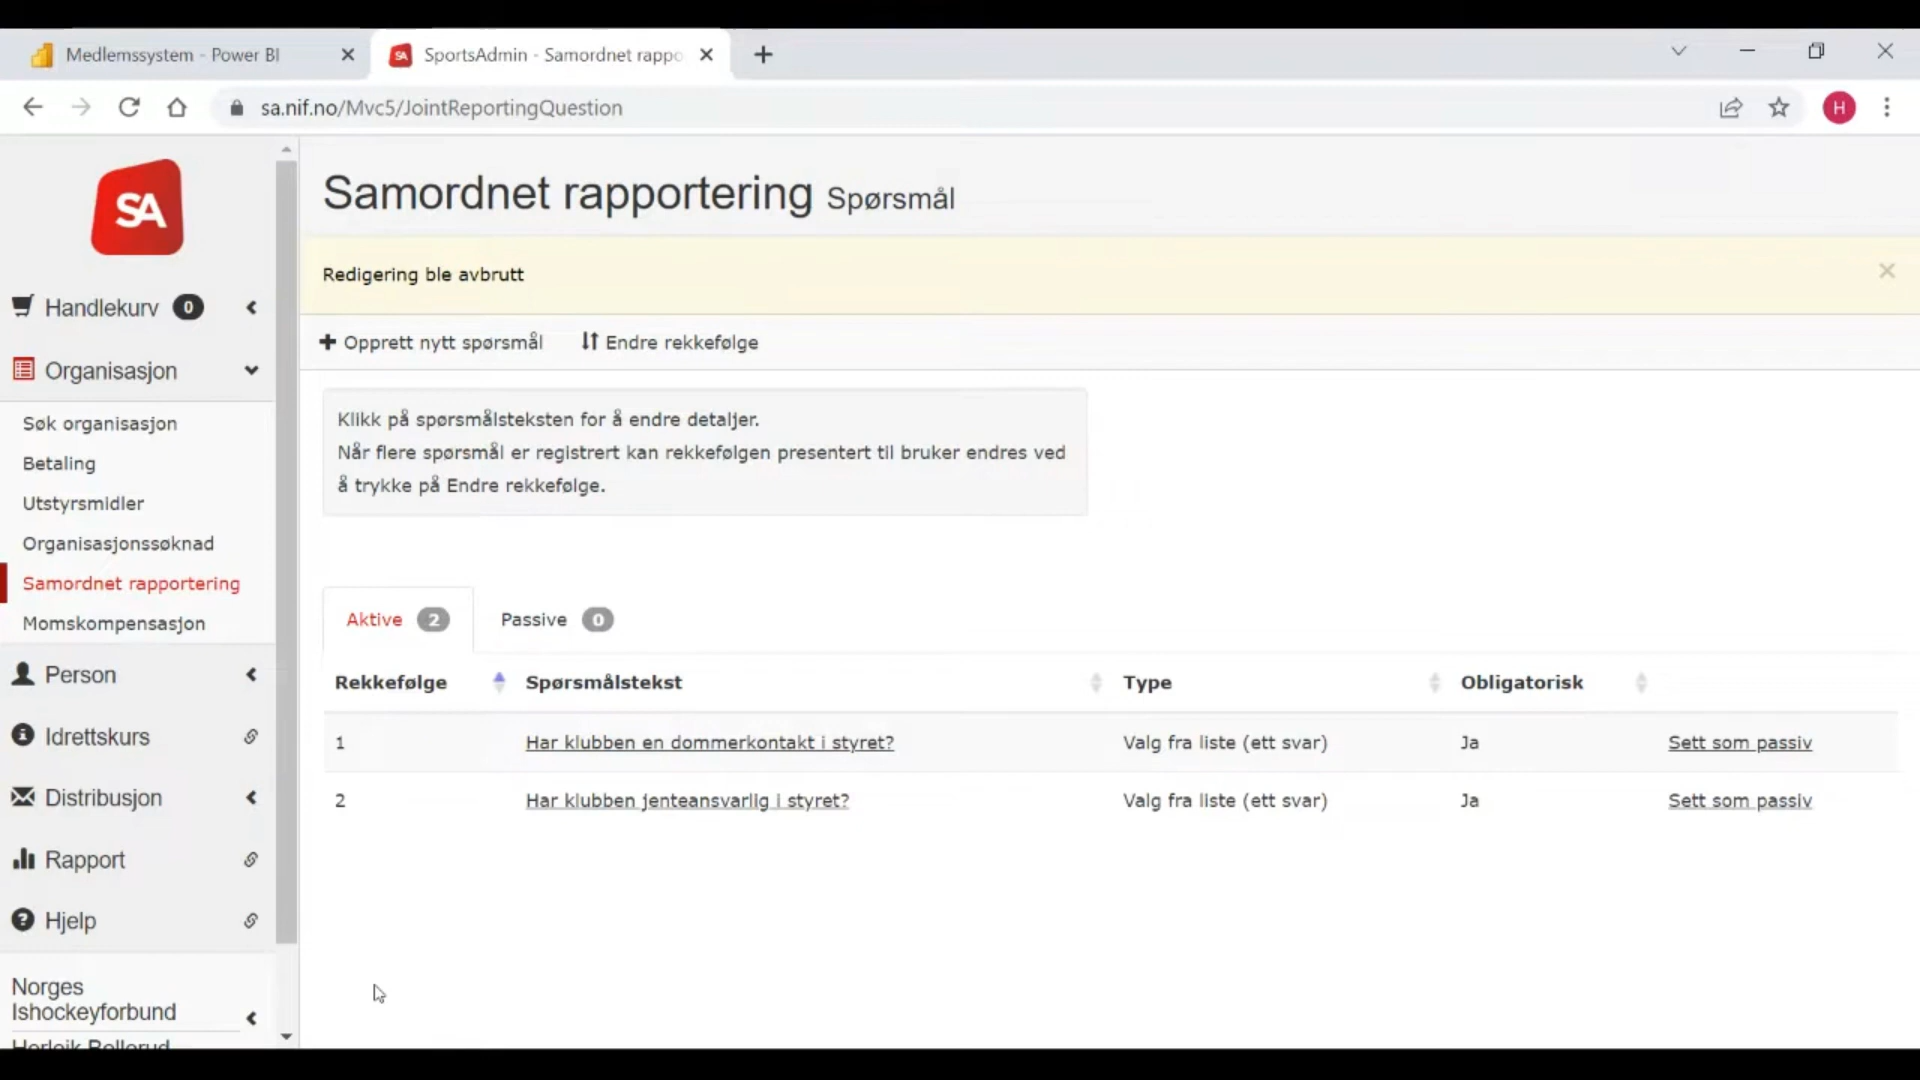 Medlemssystem - Power BI
SportsAdmin - Samordnet rappo
sa.nif.no/Mvc5/JointReportingQuestion
H
SA
Samordnet rapportering Spørsmål
Redigering ble avbrutt
Handlekurv 0
Opprett nytt spørsmål Endre rekkefølge
Organisasjon
Søk organisasjon
Betaling
Utstyrsmidler
Organisasjonssøknad
Samordnet rapportering
Momskompensasjon
Person
Idrettskurs
Distribusjon
Rapport
Hjelp
Norges
Ishockeyforbund
Klikk på spørsmålsteksten for å endre detaljer.
Når flere spørsmål er registrert kan rekkefølgen presentert til bruker endres ved
å trykke på Endre rekkefølge.
Aktive 2 Passive 0
Rekkefølge Spørsmålstekst Type Obligatorisk
1 Har klubben en dommerkontakt i styret? Valg fra liste (ett svar) Ja Sett som passiv
2 Har klubben jenteansvarlig i styret? Valg fra liste (ett svar) Ja Sett som passiv